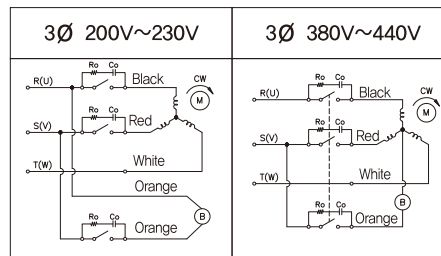 3Ø 200V～230V
Ro Co
R(U)
Black
CW
M
Ro Co
S(V)
Red
T(W)
White
Orange
B
Ro Co
Orange
3Ø 380V～440V
Ro Co
R(U)
Black
CW
M
Ro Co
S(V)
Red
T(W)
White
B
Ro Co
Orange